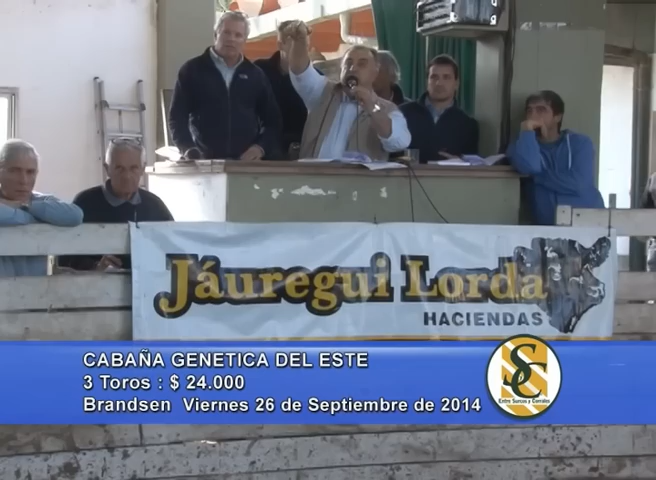 Jáuregui Lorda
HACIENDAS
CABAÑA GENETICA DEL ESTE
3 Toros : $ 24.000
Brandsen Viernes 26 de Septiembre de 2014
SC
Entre Surcos y Corrales